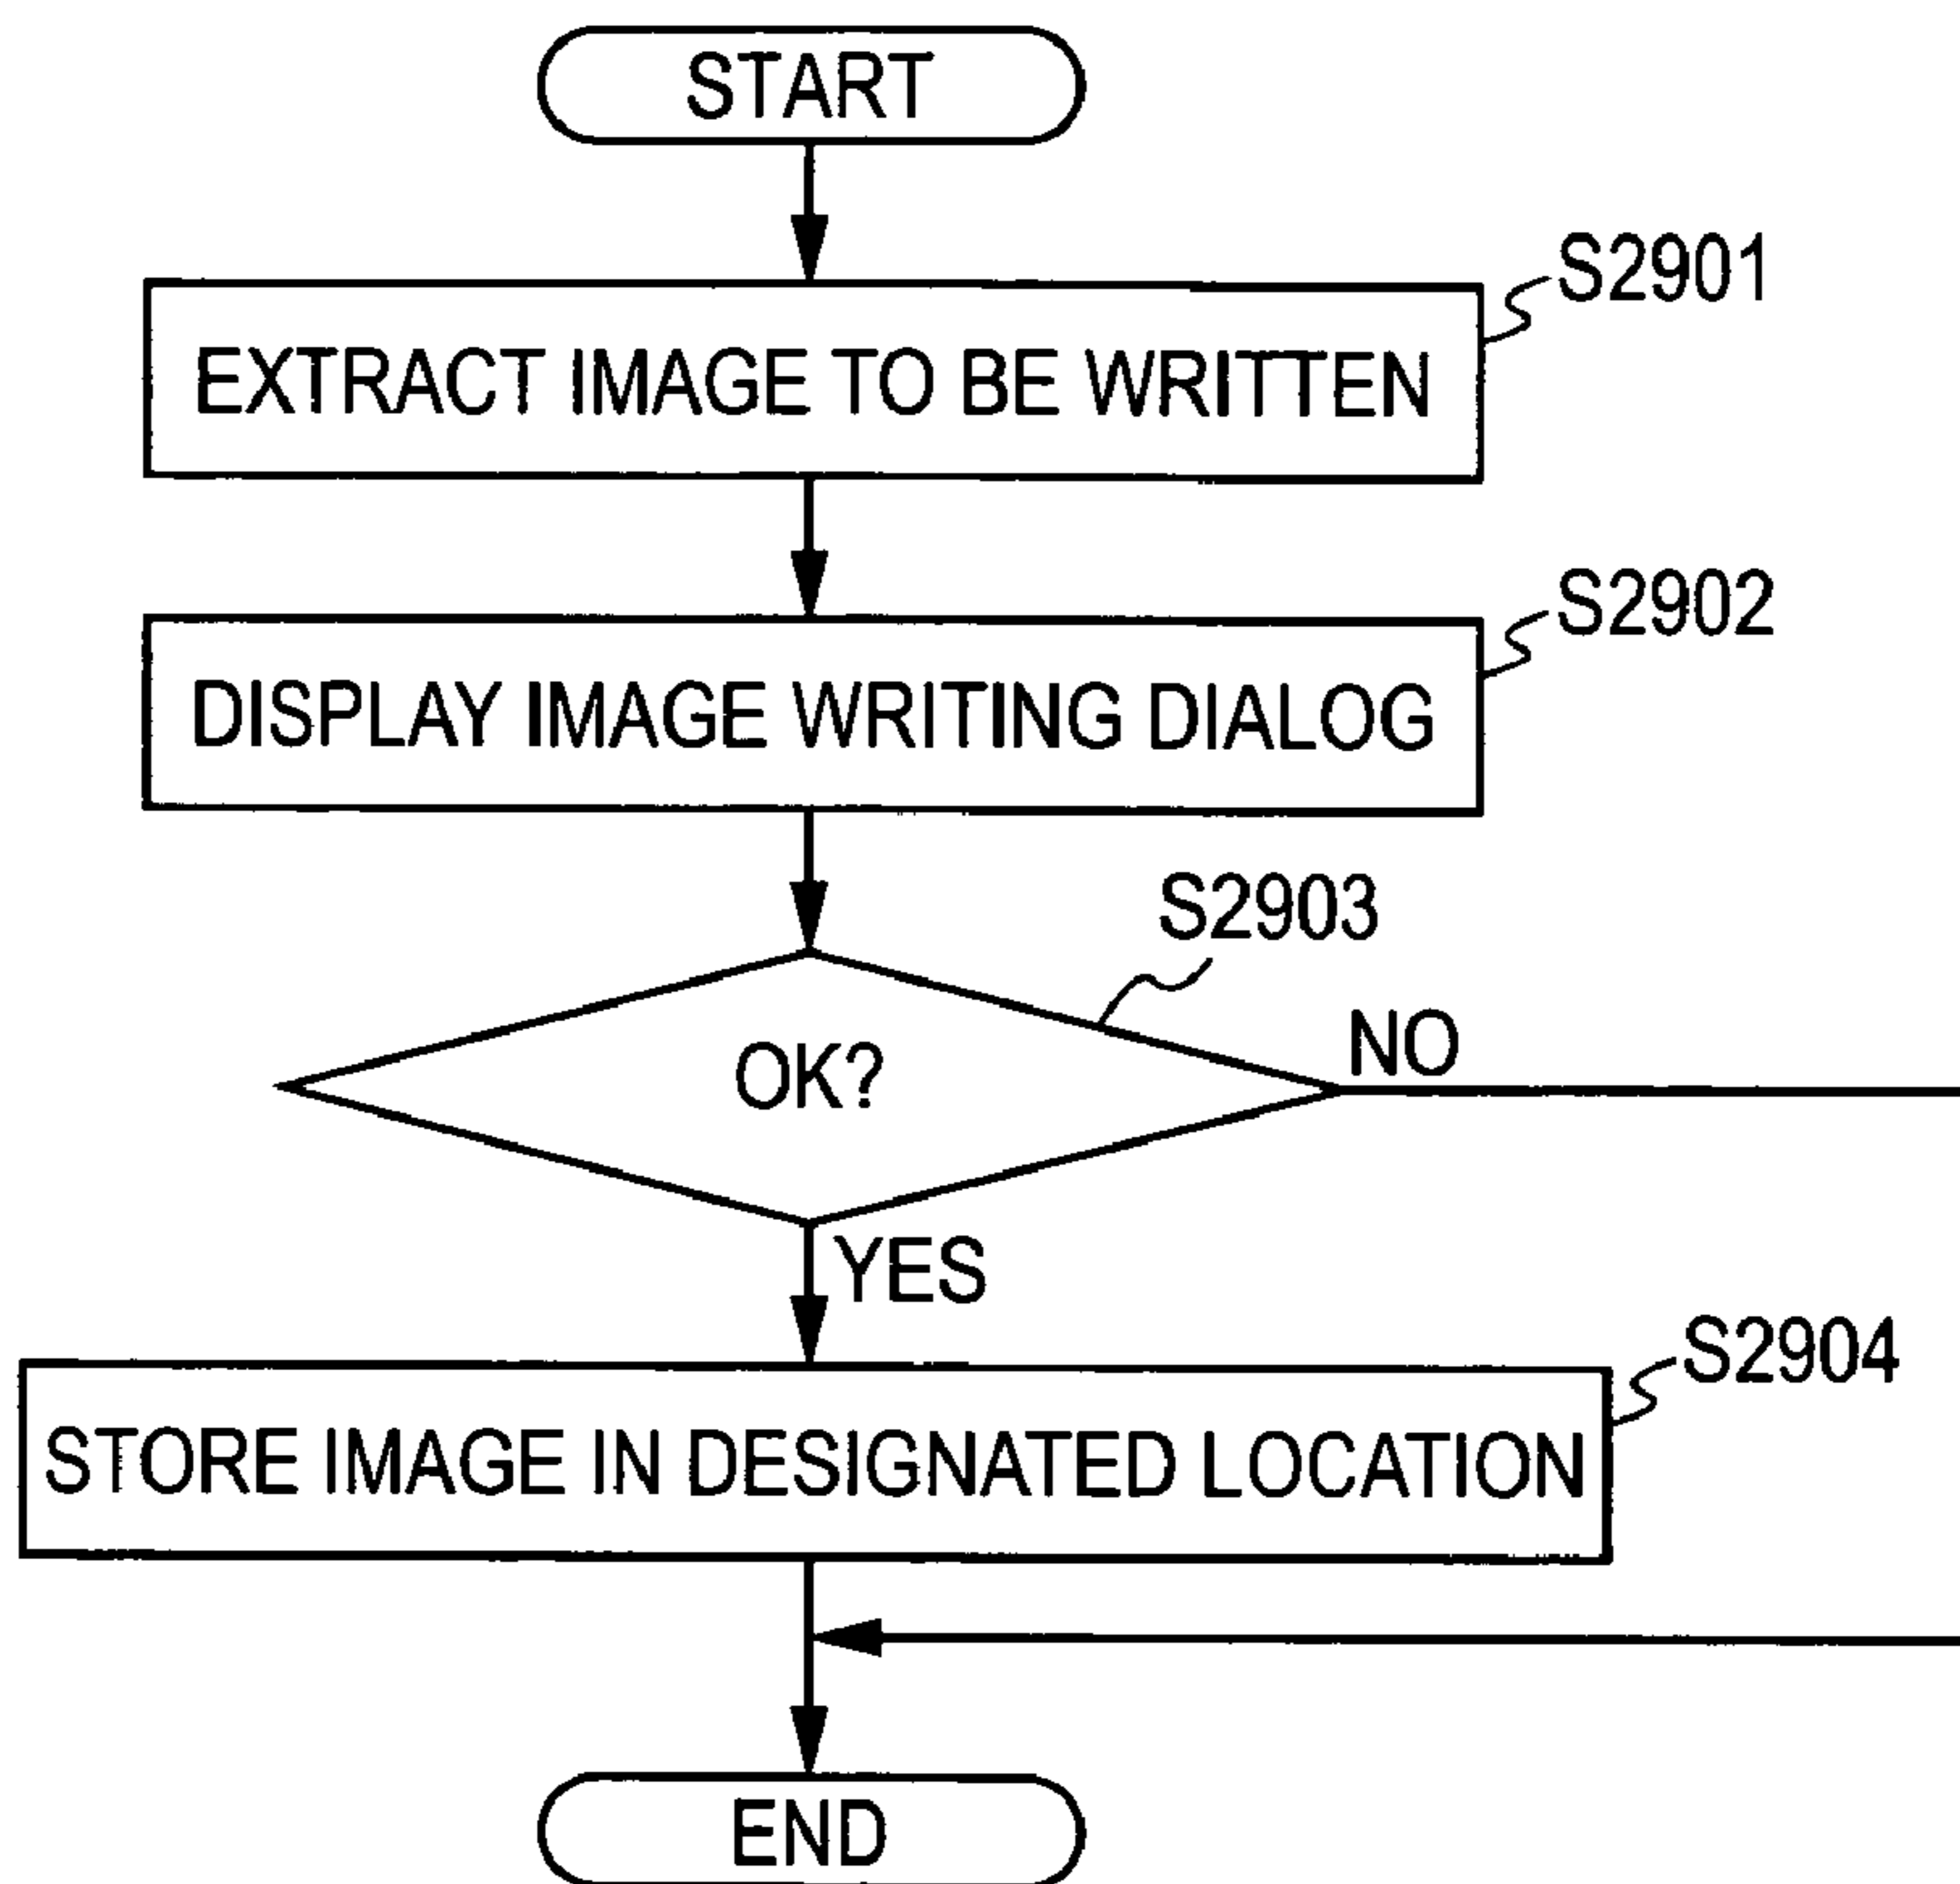 START
S2901
EXTRACT IMAGE TO BE WRITTEN
S2902
DISPLAY IMAGE WRITING DIALOG
S2903
OK?
NO
YES
S2904
STORE IMAGE IN DESIGNATED LOCATION
END